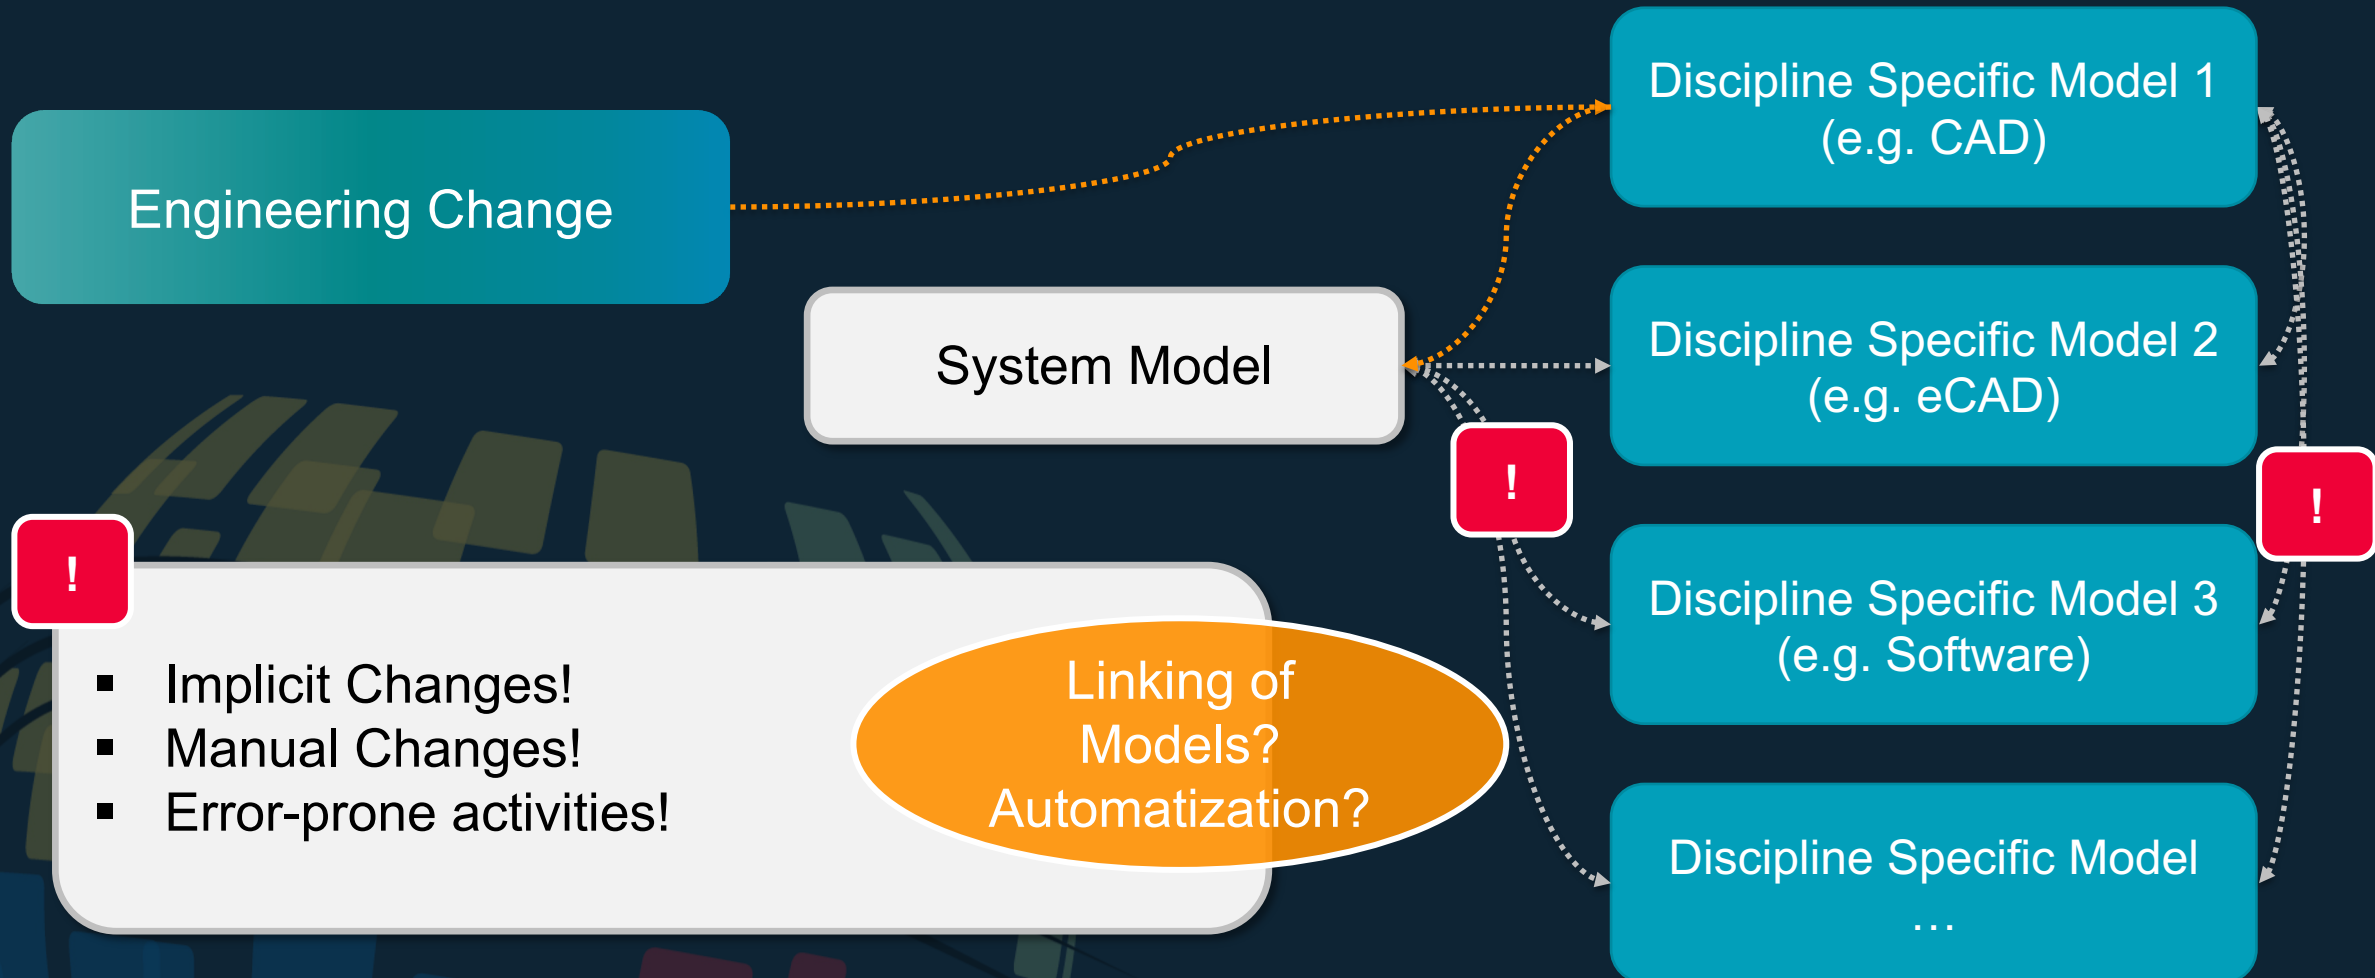 Discipline Specific Model 1
(e.g. CAD)
Engineering Change
System Model
Discipline Specific Model 2
(e.g. eCAD)
!
!
!
Discipline Specific Model 3
(e.g. Software)
▪ Implicit Changes!
▪ Manual Changes!
▪ Error-prone activities!
Linking of
Models?
Automatization?
Discipline Specific Model
...